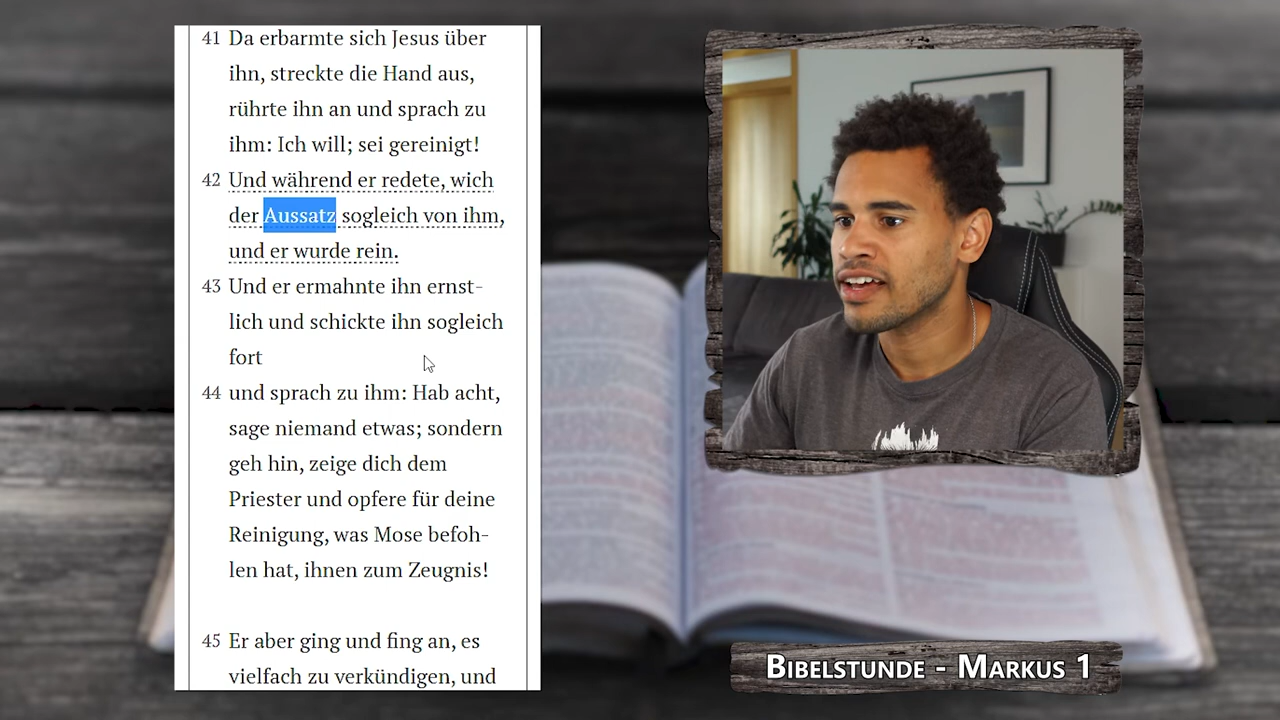 41 Da erbarmte sich Jesus über
ihn, streckte die Hand aus,
rührte ihn an und sprach zu
ihm: Ich will; sei gereinigt!
42 Und während er redete, wich
der Aussatz sogleich von ihm,
und er wurde rein.
43 Und er ermahnte ihn ernst-
lich und schickte ihn sogleich
fort
44 und sprach zu ihm: Hab acht,
sage niemand etwas; sondern
geh hin, zeige dich dem
Priester und opfere für deine
Reinigung, was Mose befoh-
len hat, ihnen zum Zeugnis!
45 Er aber ging und fing an, es
vielfach zu verkündigen, und
Bibelstunde - Markus 1